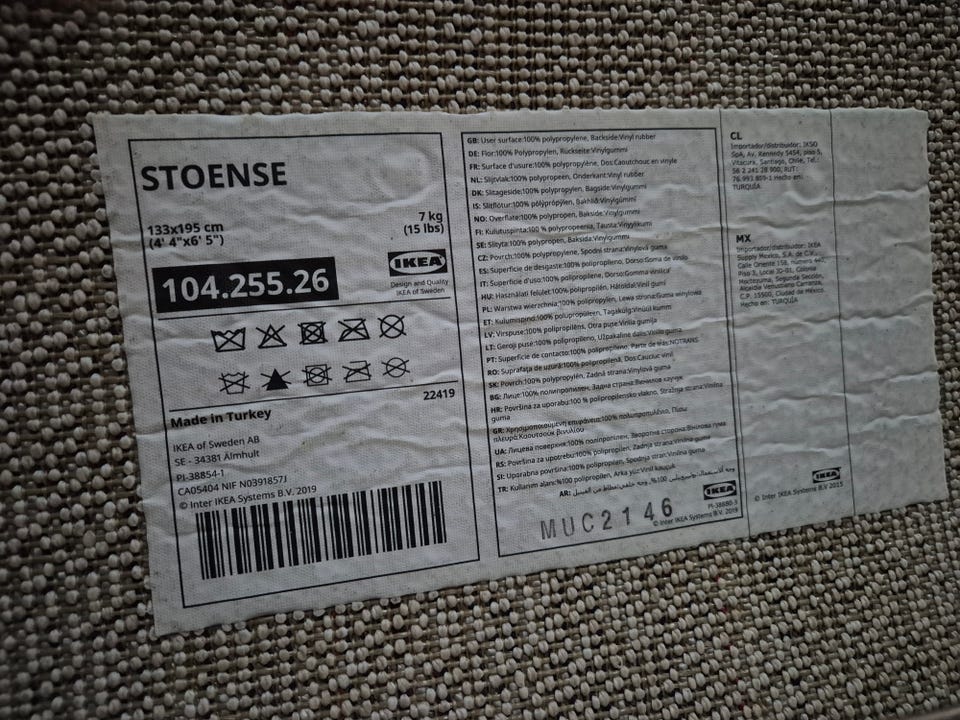 STOENSE
133x195 cm
(4' 4"x6' 5")
7 kg
(15 lbs)
104.255.26
IKEA
Design and Quality
IKEA of Sweden
22419
Made in Turkey
IKEA of Sweden AB
SE - 34381 Älmhult
PI-38854-1
CA05404 NIF N0391857J
© Inter IKEA Systems B.V. 2019
GB: User surface:100% polypropylene, Backside:Vinyl rubber
DE: Flor:100% Polypropylen, Rückseite:Vinylgummi
FR: Surface d'usure:100% polypropylène, Dos:Caoutchouc en vinyle
NL: Slijtvlak:100% polypropeen, Onderkant:Vinyl rubber
DK: Slitageside:100% polypropylen, Bagside:Vinylgummi
IS: Slitflötur:100% pólýprópýlen, Bakhlið:Vinylgúmmí
NO: Overflate:100% polypropen, Bakside:Vinylgummi
FI: Kulutuspinta:100 % polypropeenia, Tausta:Vinyylikumi
SE: Slityta:100% polypropen, Baksida:Vinylgummi
CZ: Povrch:100% polypropylene, Spodní strana:Vinylová guma
ES: Superficie de desgaste:100% polipropileno, Dorso:Goma de vinilo
IT: Superficie d'uso:100% polipropilene, Dorso:Gomma vinilica
HU: Használati felület:100% polipropilén, Hátoldal:Vinil gumi
PL: Warstwa wierzchnia:100% polipropylen, Lewa strona:Guma winylowa
ET: Kulumispind:100% polüpropüleen, Tagakülg:Vinüül kumm
LV: Virspuse:100% polipropilēns, Otra puse:Vinila gumija
LT: Geroji pusė:100% polipropilenas, Užpakalinė dalis:Vinilo guma
PT: Superfície de contacto:100% polipropileno, Parte de trás:NOTRANS
RO: Suprafaţa de uzură:100% polipropilenă, Dos:Cauciuc vinil
SK: Povrch:100% polypropylén, Zadná strana:Vinylová guma
BG: Лице:100% полипропилен, Задна страна:Винилов каучук
HR: Površina za uporabu:100 % polipropilensko vlakno, Stražnja strana:Vinilna
guma
GR: Χρησιμοποιούμενη επιφάνεια:100% πολυπροπυλένιο, Πίσω
πλευρά:Καουτσούκ βινυλίου
UA: Лицева поверхня:100% поліпропілен, Зворотна сторона:Вінілова гума
RS: Površina za upotrebu:100% polipropilen, Zadnja strana:Vinilna guma
SI: Uporabna površina:100% polipropilen, Spodnja stran:Vinilna guma
TR: Kullanım alanı:%100 polipropilen, Arka yüz:Vinil kauçuk
AR:
IKEA
PI-38680-3
© Inter IKEA Systems B.V. 2019
MUC2146
CL
Importador/distribuidor: IKSO
SpA, Av. Kennedy 5454, piso 5,
Vitacura, Santiago, Chile, Tel.:
56 2 241 28 900, RUT:
76.993.859-1 Hecho en:
TURQUÍA
MX
Importador/distribuidor: IKEA
Supply Mexico, S.A. de C.V.,
Calle Oriente 158, número 440,
Piso 3, Local JO-01, Colonia
Moctezuma, Segunda Sección,
Alcaldía Venustiano Carranza,
C.P. 15500, Ciudad de México.
Hecho en: TURQUÍA
IKEA
© Inter IKEA Systems B.V 2015